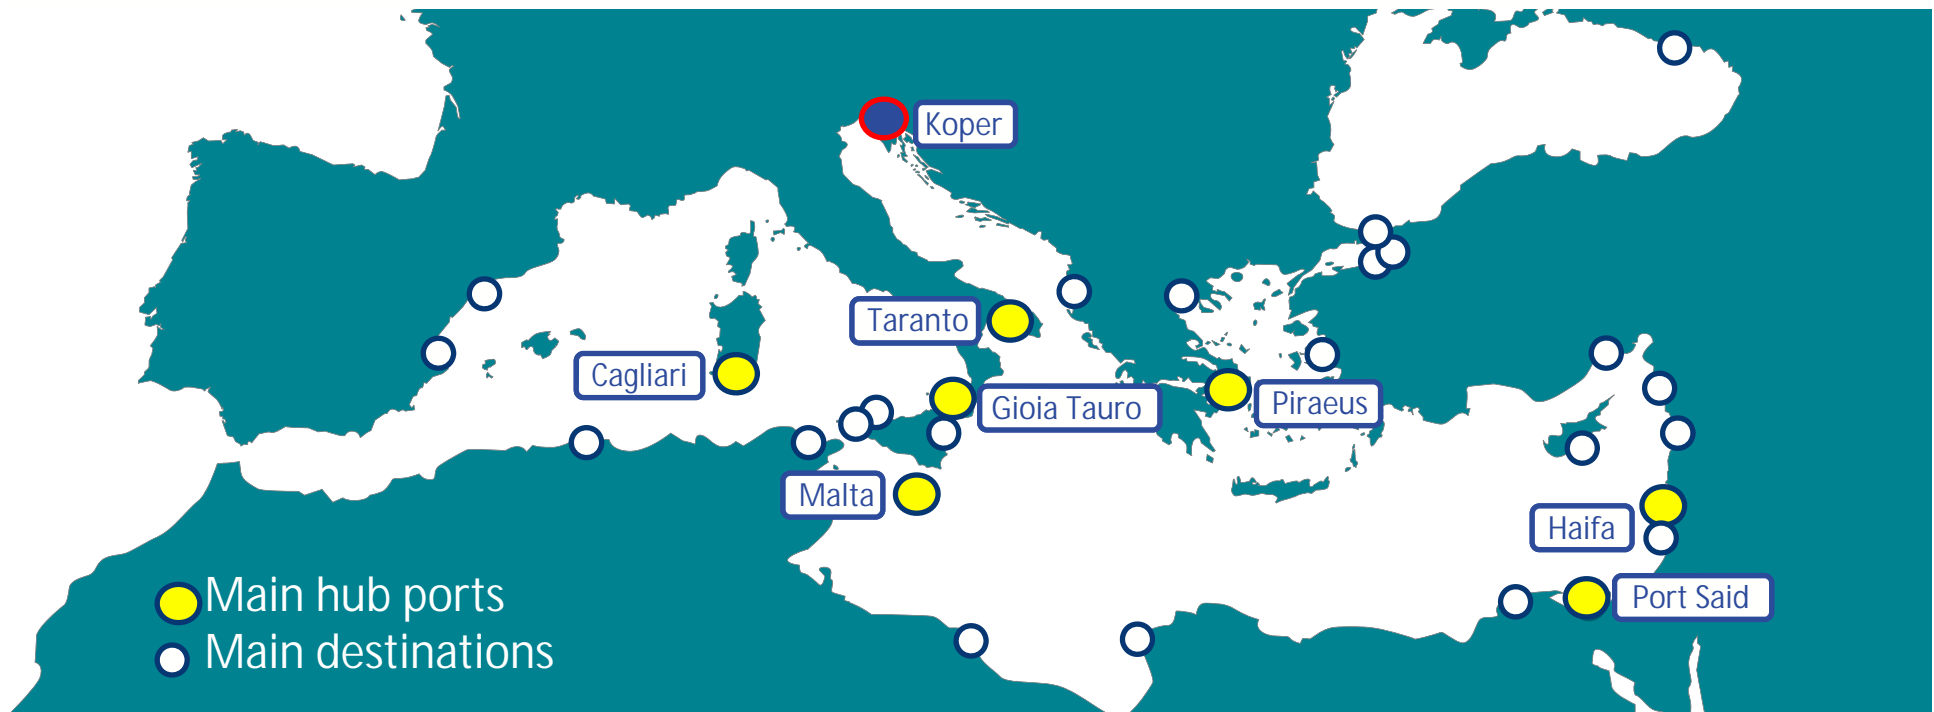 Koper
Taranto
Cagliari
Gioia Tauro
Piraeus
Malta
Haifa
Port Said
Main hub ports
Main destinations